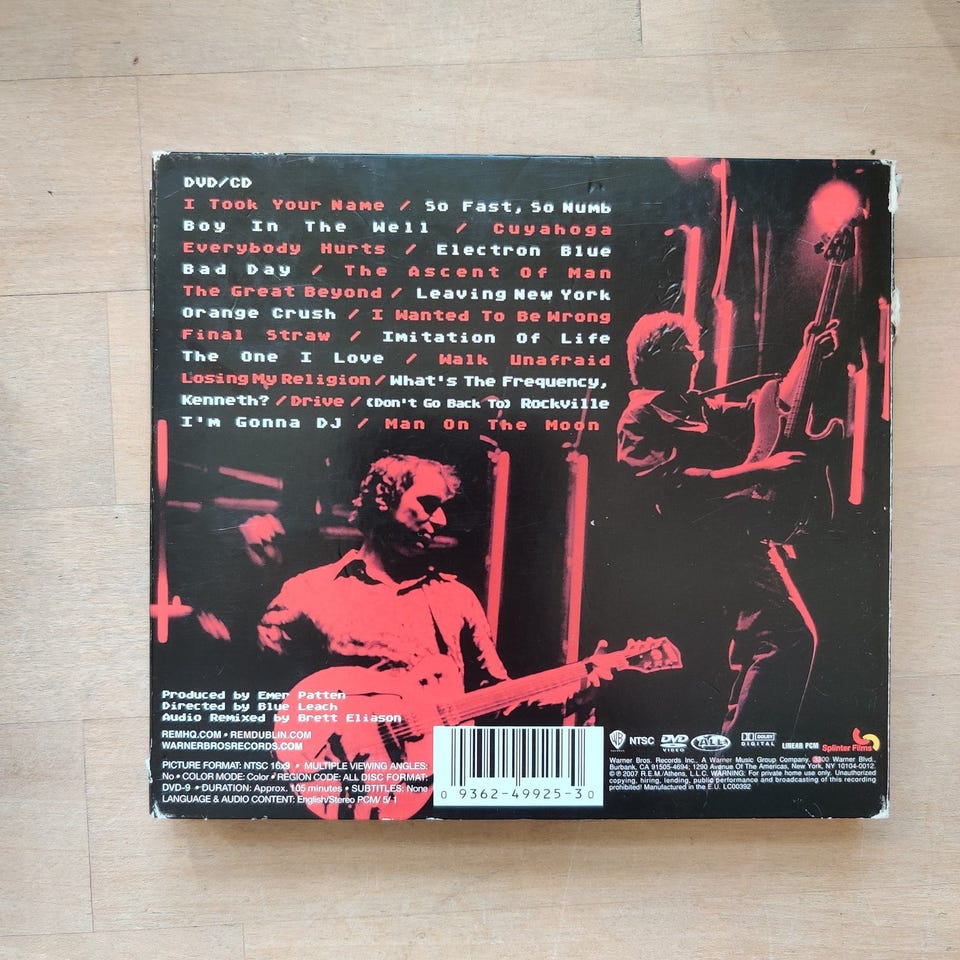 DVD/CD
I Took Your Name / So Fast, So Numb
Boy In The Well / Cuyahoga
Everybody Hurts / Electron Blue
Bad Day / The Ascent Of Man
The Great Beyond / Leaving New York
Orange Crush / I Wanted To Be Wrong
Final Straw / Imitation Of Life
The One I Love / Walk Unafraid
Losing My Religion / What's The Frequency,
Kenneth? / Drive / (Don't Go Back To) Rockville
I'm Gonna DJ / Man On The Moon
Produced by Emer Patten
Directed by Blue Leach
Audio Remixed by Brett Eliason
REMHQ.COM • REMDUBLIN.COM
WARNERBROSRECORDS.COM
PICTURE FORMAT: NTSC 16x9 • MULTIPLE VIEWING ANGLES:
No • COLOR MODE: Color • REGION CODE: ALL DISC FORMAT:
DVD-9 • DURATION: Approx. 105 minutes • SUBTITLES: None
LANGUAGE & AUDIO CONTENT: English/Stereo PCM/ 5/1
0 9362-49925-3 0
WB NTSC DVD VIDEO ALL DOLBY DIGITAL LINEAR PCM Splinter Films
Warner Bros. Records Inc., A Warner Music Group Company. 3300 Warner Blvd.,
Burbank, CA 91505-4694; 1290 Avenue Of The Americas, New York, NY 10104-0012.
℗ © 2007 R.E.M./Athens, L.L.C. WARNING: For private home use only. Unauthorized
copying, hiring, lending, public performance and broadcasting of this recording
prohibited! Manufactured in the E.U. LC00392